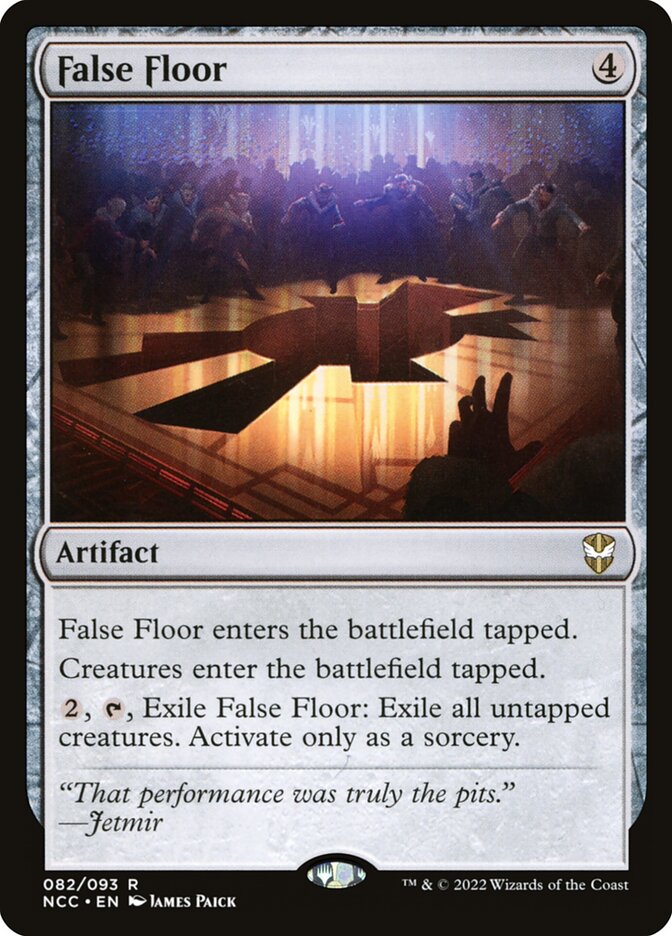 False Floor 4
Artifact
False Floor enters the battlefield tapped.
Creatures enter the battlefield tapped.
2, , Exile False Floor: Exile all untapped
creatures. Activate only as a sorcery.
“That performance was truly the pits.”
—Jetmir
082/093 R
NCC • EN James Paick
™ & © 2022 Wizards of the Coast